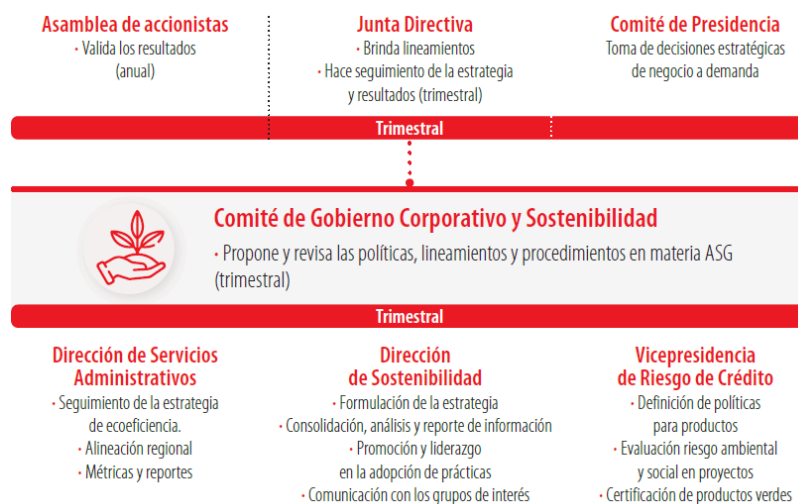 Asamblea de accionistas
• Valida los resultados
(anual)
Junta Directiva
• Brinda lineamientos
• Hace seguimiento de la estrategia
y resultados (trimestral)
Comité de Presidencia
Toma de decisiones estratégicas
de negocio a demanda
Trimestral
Comité de Gobierno Corporativo y Sostenibilidad
• Propone y revisa las políticas, lineamientos y procedimientos en materia ASG
(trimestral)
Trimestral
Dirección de Servicios
Administrativos
• Seguimiento de la estrategia
de ecoeficiencia.
• Alineación regional
• Métricas y reportes
Dirección
de Sostenibilidad
• Formulación de la estrategia
• Consolidación, análisis y reporte de información
• Promoción y liderazgo
en la adopción de prácticas
• Comunicación con los grupos de interés
Vicepresidencia
de Riesgo de Crédito
• Definición de políticas
para productos
• Evaluación riesgo ambiental
y social en proyectos
• Certificación de productos verdes